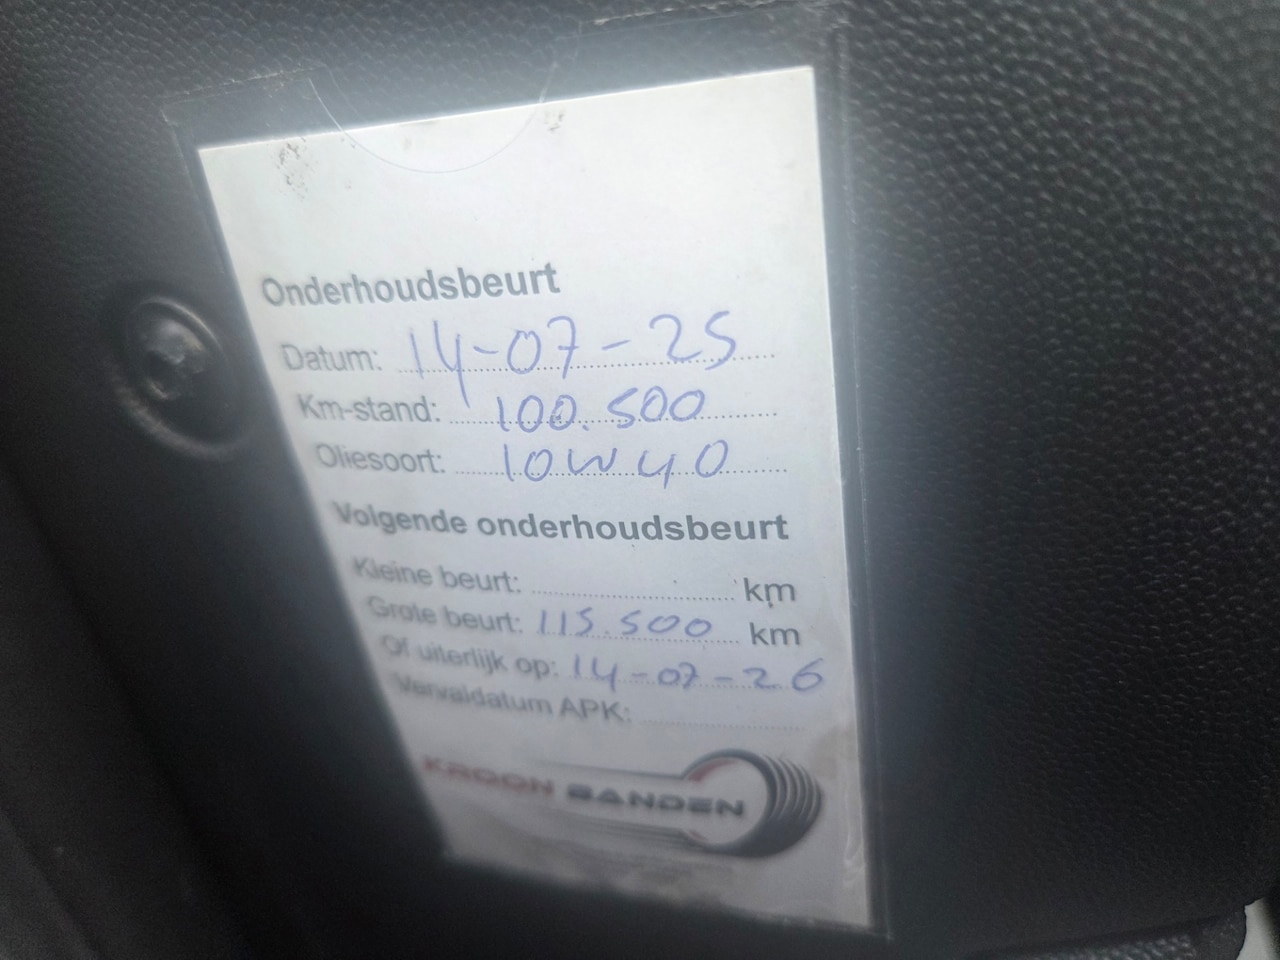 Onderhoudsbeurt
Datum: 14-07-25
Km-stand: 100.500
Oliesoort: 10W40
Volgende onderhoudsbeurt
Kleine beurt: km
Grote beurt: 115.500 km
Of uiterlijk op: 14-07-26
Vervaldatum APK:
KROON BANDEN